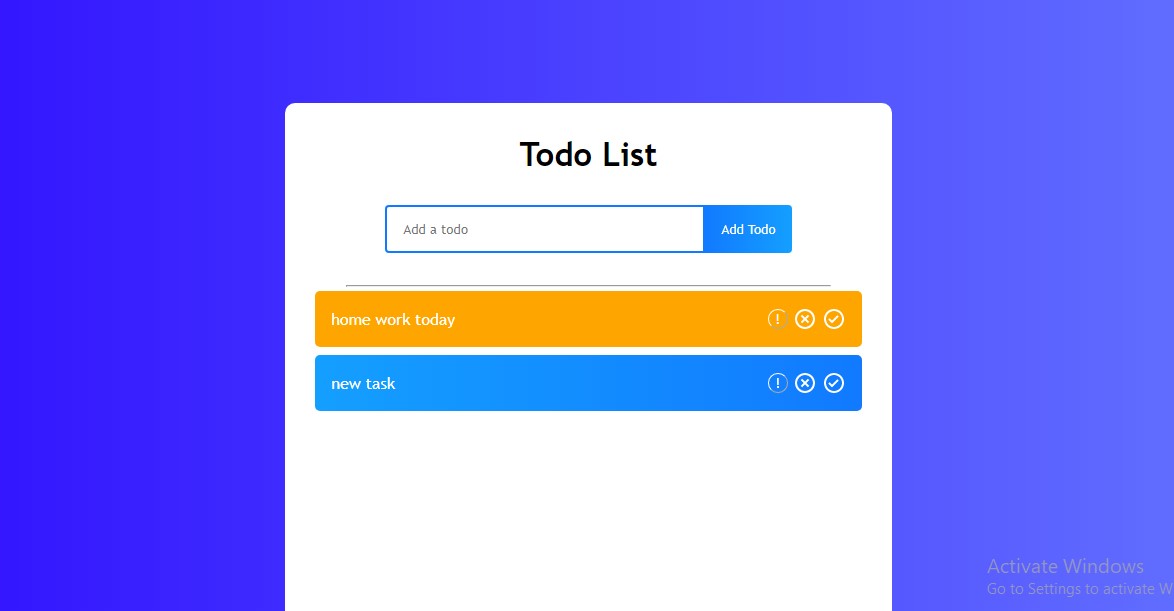 Todo List
Add a todo
Add Todo
home work today
new task
Activate Windows
Go to Settings to activate W